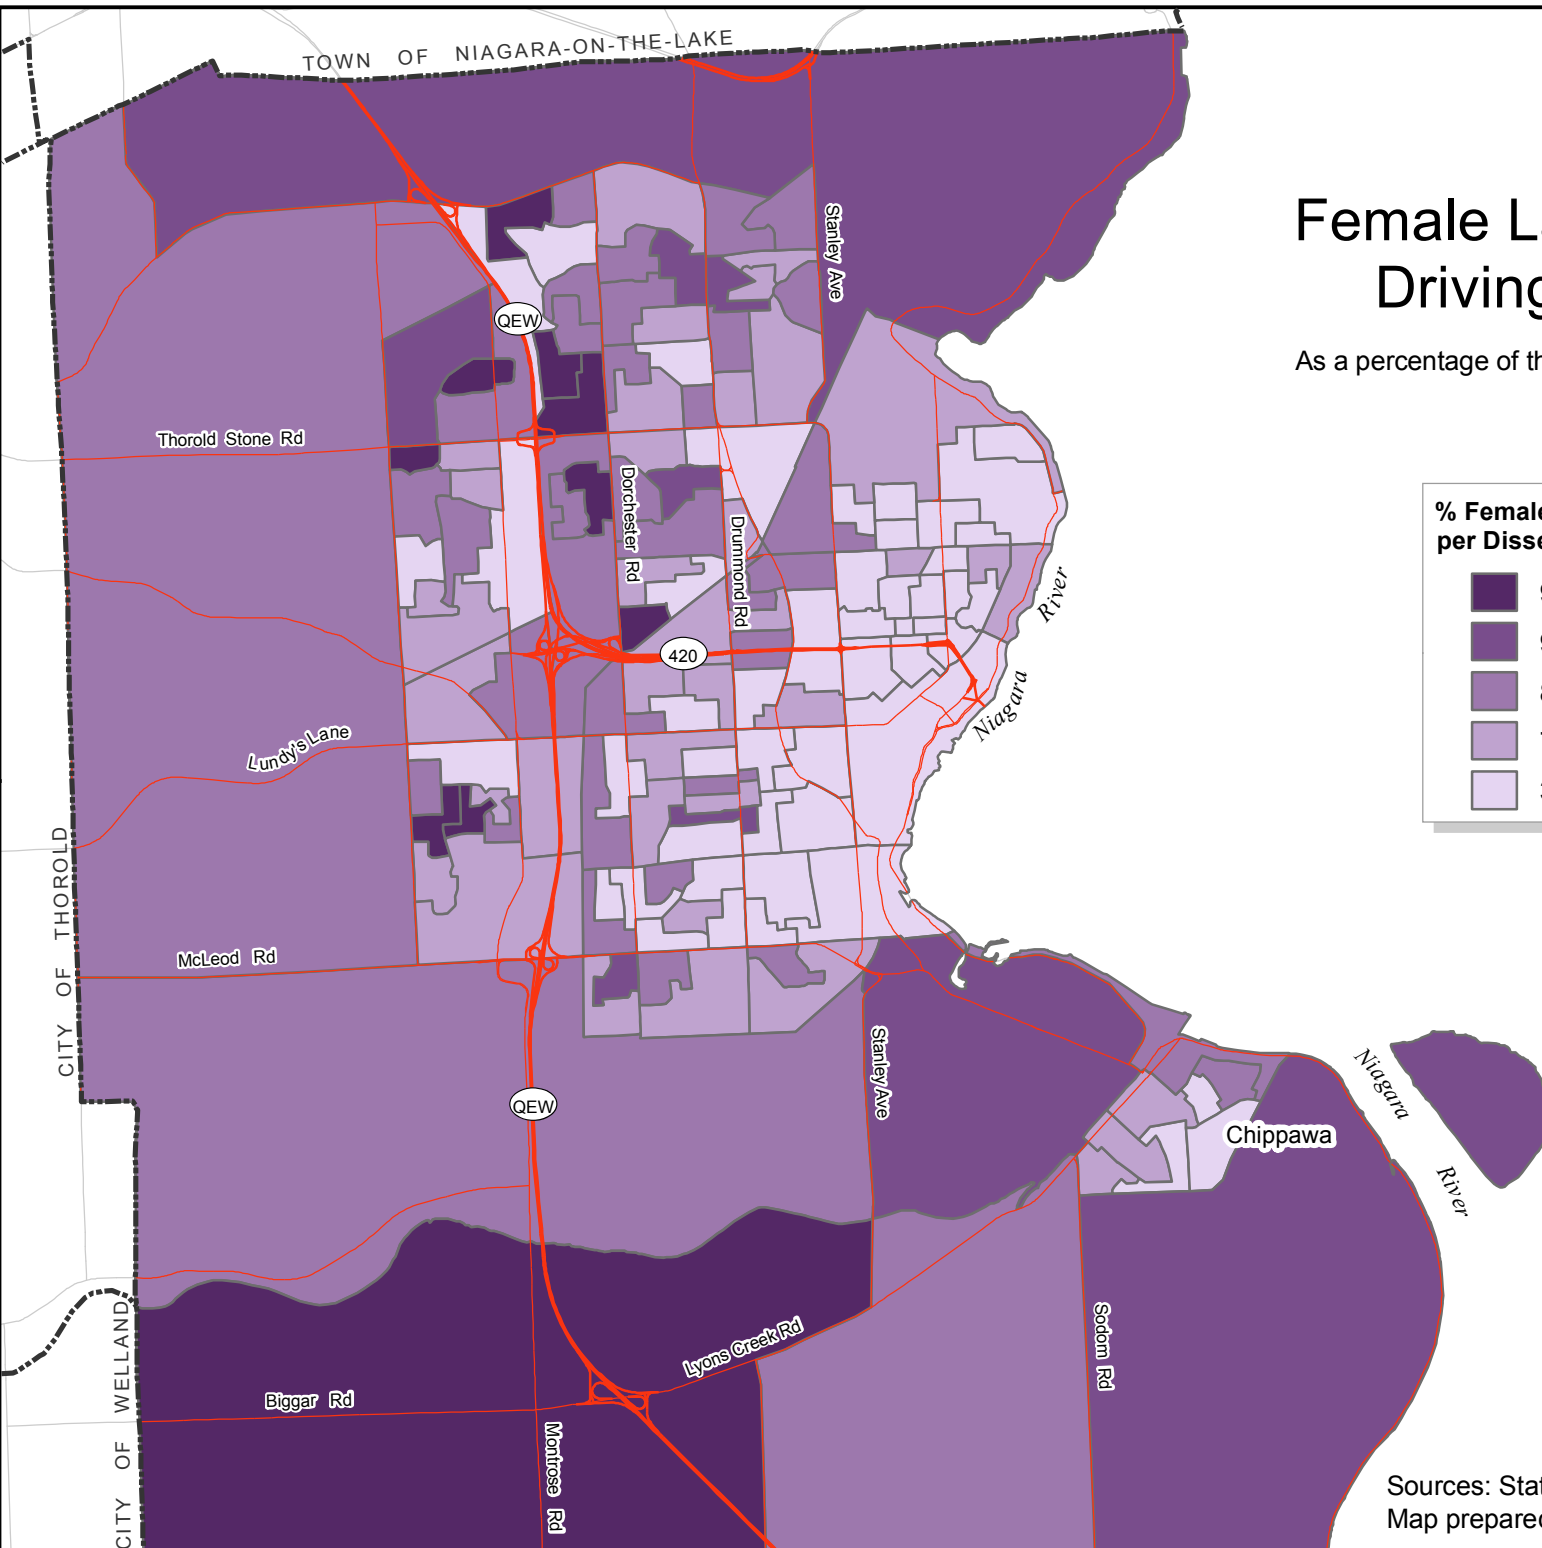 TOWN OF NIAGARA-ON-THE-LAKE
Female L
Driving
As a percentage of th
Stanley Ave
QEW
Thorold Stone Rd
Dorchester Rd
Drummond Rd
% Female
per Disse
River
Niagara
420
Lundy's Lane
CITY OF THOROLD
McLeod Rd
Stanley Ave
QEW
Niagara
River
Chippawa
CITY OF WELLAND
Lyons Creek Rd
Sodom Rd
Biggar Rd
Montrose Rd
Sources: Stat
Map prepared